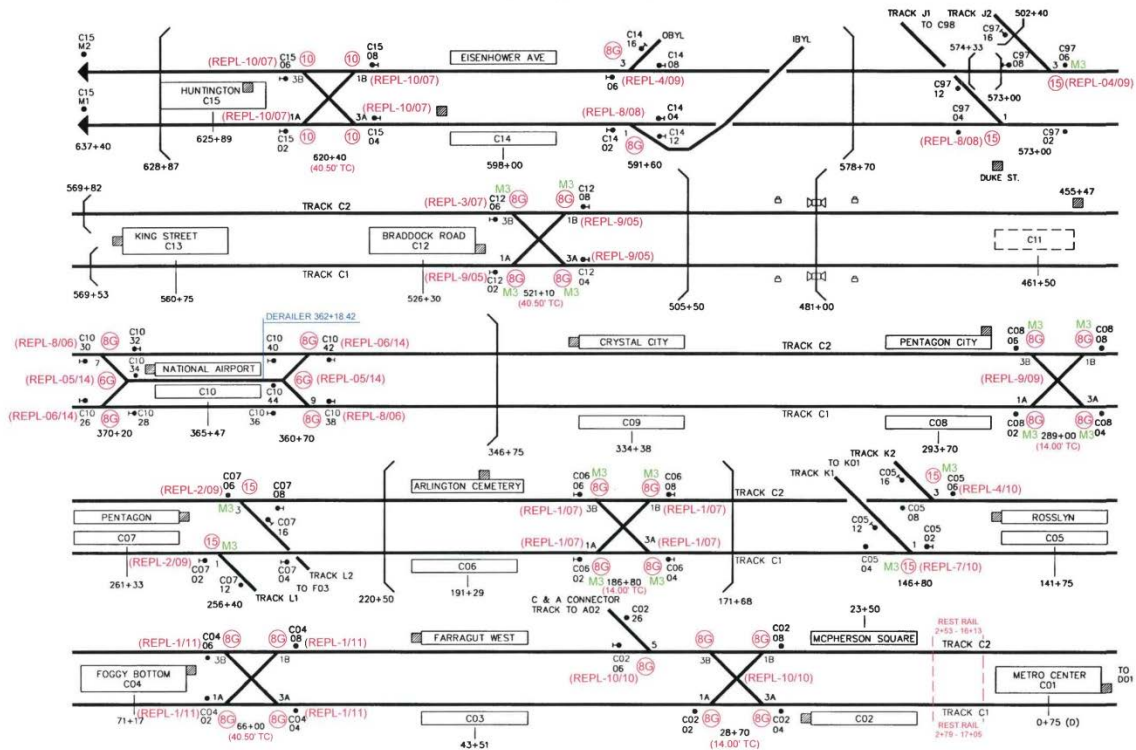 TRACK J1
TO C98
TRACK J2
502+40
C15
M2
C15
06
10
10
C15
08
(REPL-10/07)
3B
1B
(REPL-10/07)
EISENHOWER AVE
8G
C14
16
OBYL
3
C14
08
06
(REPL-4/09)
IBYL
C97
16
574+33
C97
08
C97
06
M3
3
15
(REPL-04/09)
573+00
HUNTINGTON
C15
625+89
C15
M1
637+40
628+87
(REPL-10/07)
1A
3A
(REPL-10/07)
C15
02
10
10
C15
04
620+40
(40.50' TC)
C14
598+00
(REPL-8/08)
C14
02
1
8G
C14
12
591+60
578+70
C97
12
C97
04
1
(REPL-8/08)
15
C97
02
573+00
DUKE ST.
569+82
TRACK C2
KING STREET
C13
560+75
BRADDOCK ROAD
C12
526+30
(REPL-3/07)
M3
C12
06
8G
M3
8G
C12
08
3B
1B
(REPL-9/05)
1A
3A
(REPL-9/05)
TRACK C1
(REPL-9/05)
C12
02
8G
M3
8G
M3
C12
04
521+10
(40.50' TC)
569+53
505+50
481+00
455+47
C11
461+50
DERAILER 362+18.42
(REPL-8/06)
C10
30
8G
C10
32
C10
40
8G
C10
42
(REPL-06/14)
7
C10
34
NATIONAL AIRPORT
(REPL-05/14)
6G
6G
(REPL-05/14)
C10
C10
44
(REPL-06/14)
C10
26
8G
C10
28
C10
36
9
8G
C10
38
(REPL-8/06)
370+20
365+47
360+70
346+75
CRYSTAL CITY
TRACK C2
PENTAGON CITY
C09
334+38
TRACK C1
C08
293+70
C08
06
M3
8G
M3
8G
C08
08
3B
1B
(REPL-9/09)
1A
3A
C08
02
8G
M3
8G
M3
C08
04
289+00
(14.00' TC)
(REPL-2/09)
C07
06
15
C07
08
M3
3
PENTAGON
C07
261+33
C07
16
15
M3
1
(REPL-2/09)
C07
02
C07
12
C07
04
TRACK L2
TO F03
TRACK L1
256+40
220+50
ARLINGTON CEMETERY
C06
191+29
C06
06
M3
8G
M3
8G
C06
08
(REPL-1/07)
3B
1B
(REPL-1/07)
(REPL-1/07)
1A
3A
(REPL-1/07)
C06
02
8G
M3
8G
M3
C06
04
186+80
(14.00' TC)
171+68
TRACK C2
TRACK C1
TO K01
TRACK K1
TRACK K2
C05
16
15
M3
C05
06
(REPL-4/10)
3
C05
08
C05
12
C05
02
C05
04
1
M3
15
(REPL-7/10)
146+80
ROSSLYN
C05
141+75
(REPL-1/11)
C04
06
8G
8G
C04
08
(REPL-1/11)
3B
1B
FOGGY BOTTOM
C04
71+17
1A
3A
(REPL-1/11)
C04
02
8G
8G
C04
04
(REPL-1/11)
66+00
(40.50' TC)
FARRAGUT WEST
C03
43+51
C & A CONNECTOR
TRACK TO A02
C02
26
5
C02
06
8G
(REPL-10/10)
8G
8G
C02
08
3B
1B
(REPL-10/10)
1A
3A
C02
02
8G
8G
C02
04
28+70
(14.00' TC)
23+50
MCPHERSON SQUARE
C02
REST RAIL
2+53 - 16+13
TRACK C2
TRACK C1
REST RAIL
2+79 - 17+05
METRO CENTER
C01
TO
D01
0+75 (D)